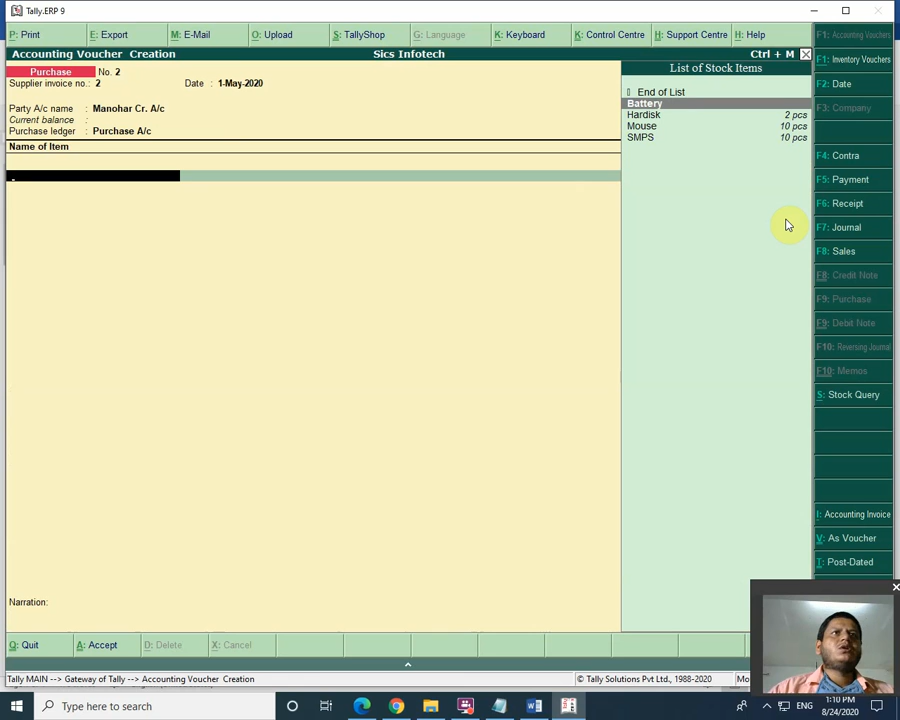 Tally.ERP 9
P: Print E: Export M: E-Mail O: Upload S: TallyShop G: Language K: Keyboard K: Control Centre H: Support Centre H: Help
Accounting Voucher Creation Sics Infotech Ctrl + M
Purchase No. 2
Supplier invoice no.: 2 Date : 1-May-2020
Party A/c name : Manohar Cr. A/c
Current balance :
Purchase ledger : Purchase A/c
Name of Item
List of Stock Items
End of List
Battery
Hardisk 2 pcs
Mouse 10 pcs
SMPS 10 pcs
F1: Accounting Vouchers
F1: Inventory Vouchers
F2: Date
F3: Company
F4: Contra
F5: Payment
F6: Receipt
F7: Journal
F8: Sales
F8: Credit Note
F9: Purchase
F9: Debit Note
F10: Reversing Journal
F10: Memos
S: Stock Query
I: Accounting Invoice
V: As Voucher
T: Post-Dated
Narration:
Q: Quit A: Accept D: Delete X: Cancel
Tally MAIN --> Gateway of Tally --> Accounting Voucher Creation © Tally Solutions Pvt Ltd., 1988-2020
Type here to search
ENG
1:10 PM
8/24/2020